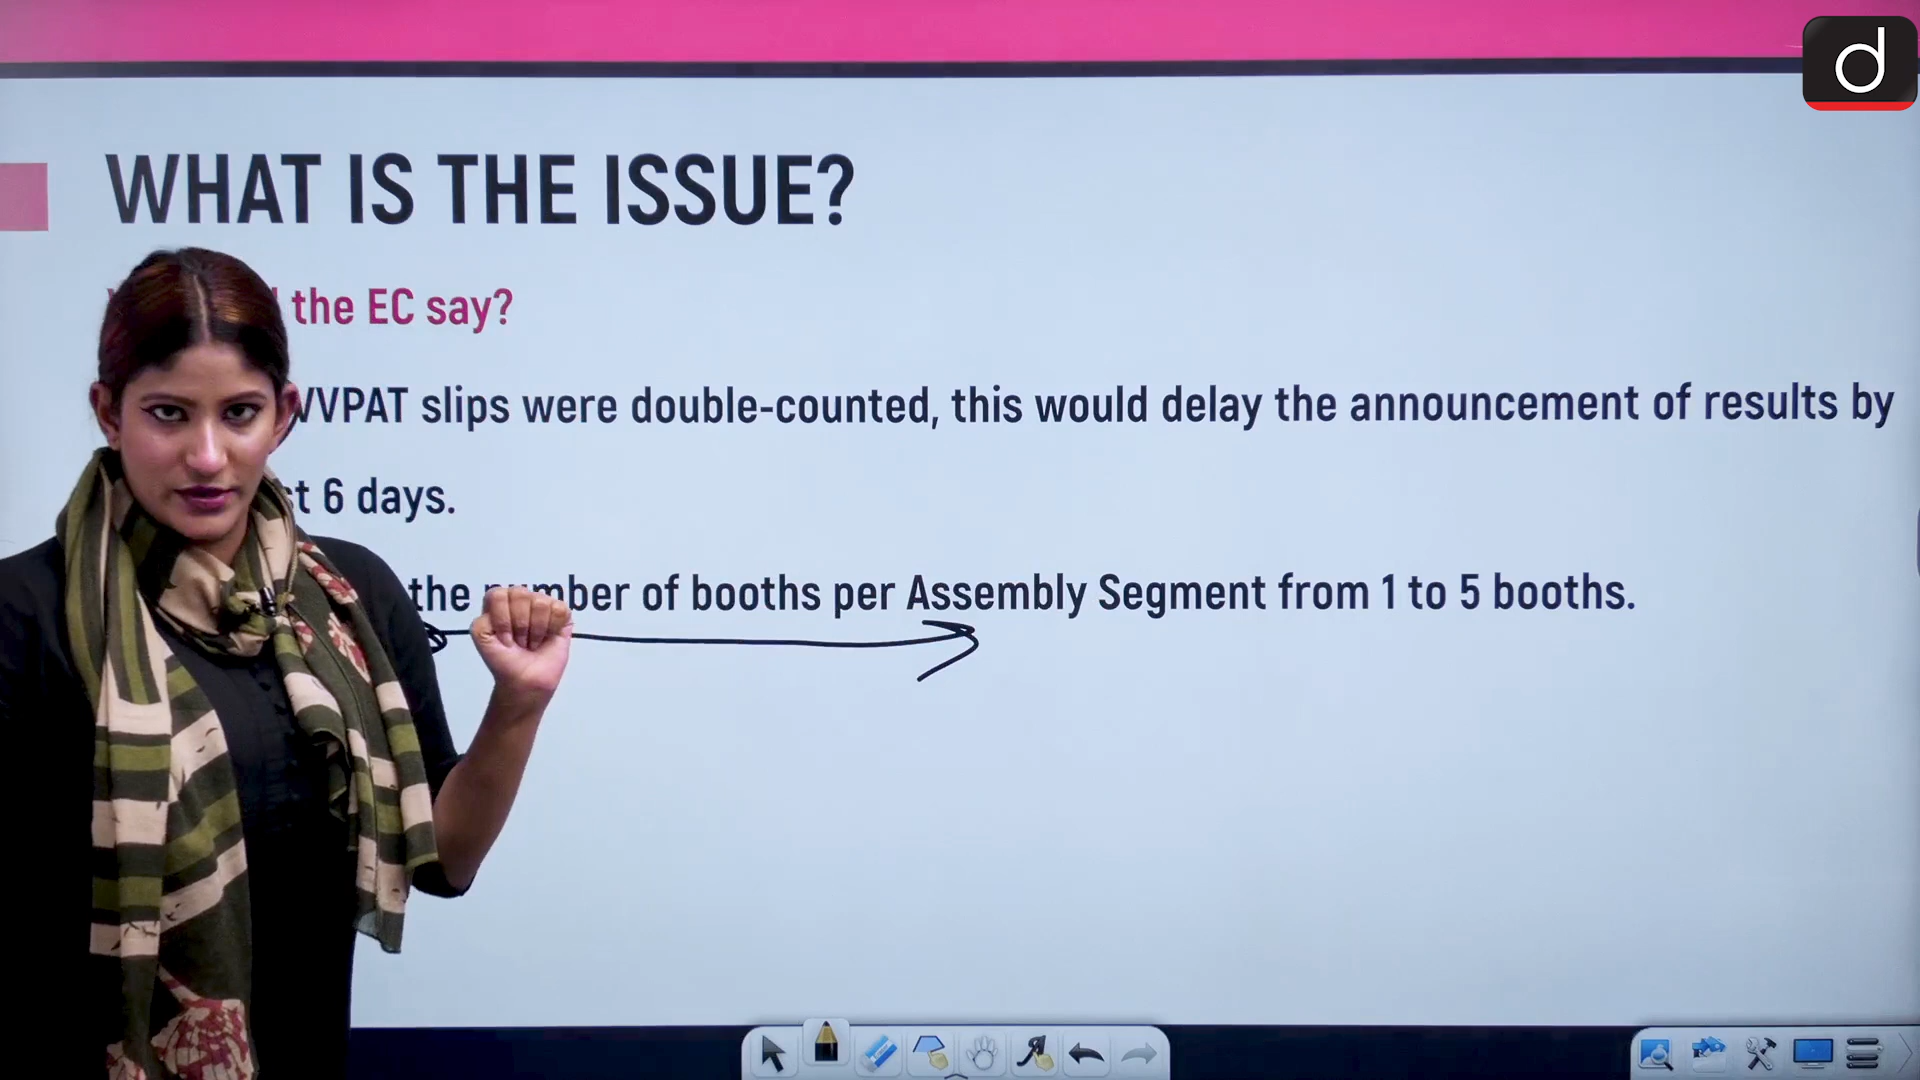 WHAT IS THE ISSUE?
the EC say?
VVPAT slips were double-counted, this would delay the announcement of results by
6 days.
the number of booths per Assembly Segment from 1 to 5 booths.
d